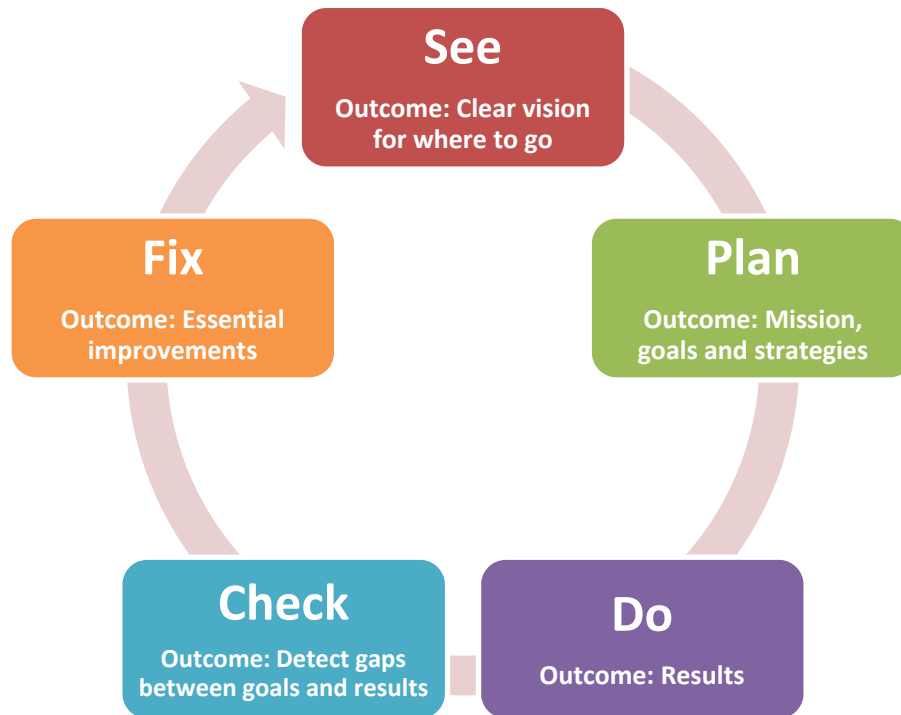 See
Outcome: Clear vision
for where to go
Plan
Outcome: Mission,
goals and strategies
Do
Outcome: Results
Check
Outcome: Detect gaps
between goals and results
Fix
Outcome: Essential
improvements